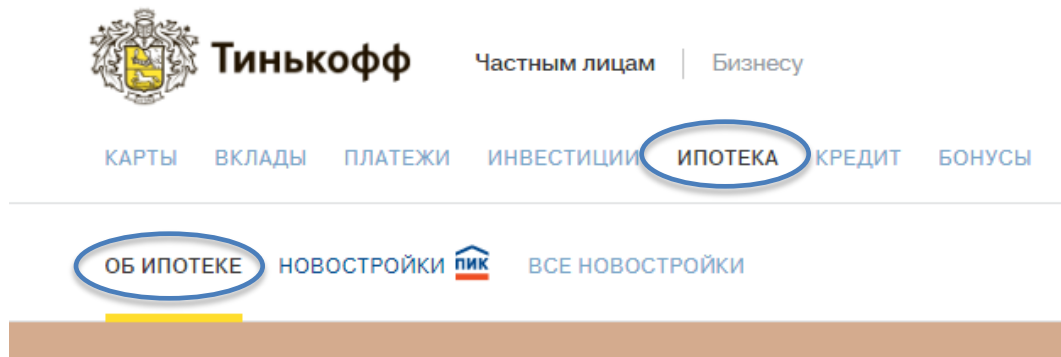 Тинькофф Частным лицам Бизнесу
КАРТЫ ВКЛАДЫ ПЛАТЕЖИ ИНВЕСТИЦИИ ИПОТЕКА КРЕДИТ БОНУСЫ
ОБ ИПОТЕКЕ НОВОСТРОЙКИ ПИК ВСЕ НОВОСТРОЙКИ